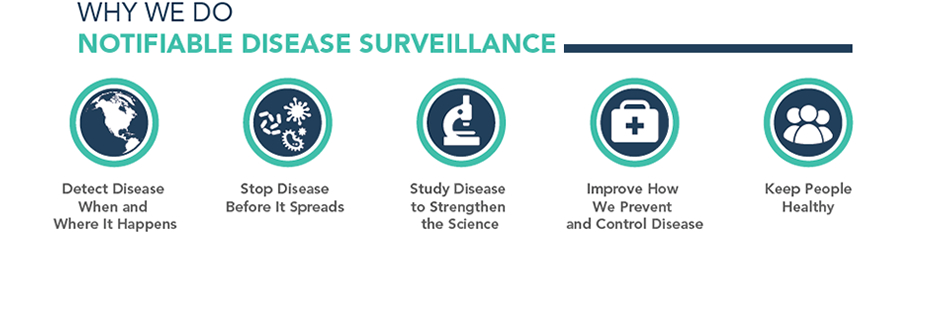 WHY WE DO
NOTIFIABLE DISEASE SURVEILLANCE
Detect Disease
When and
Where It Happens
Stop Disease
Before It Spreads
Study Disease
to Strengthen
the Science
Improve How
We Prevent
and Control Disease
Keep People
Healthy